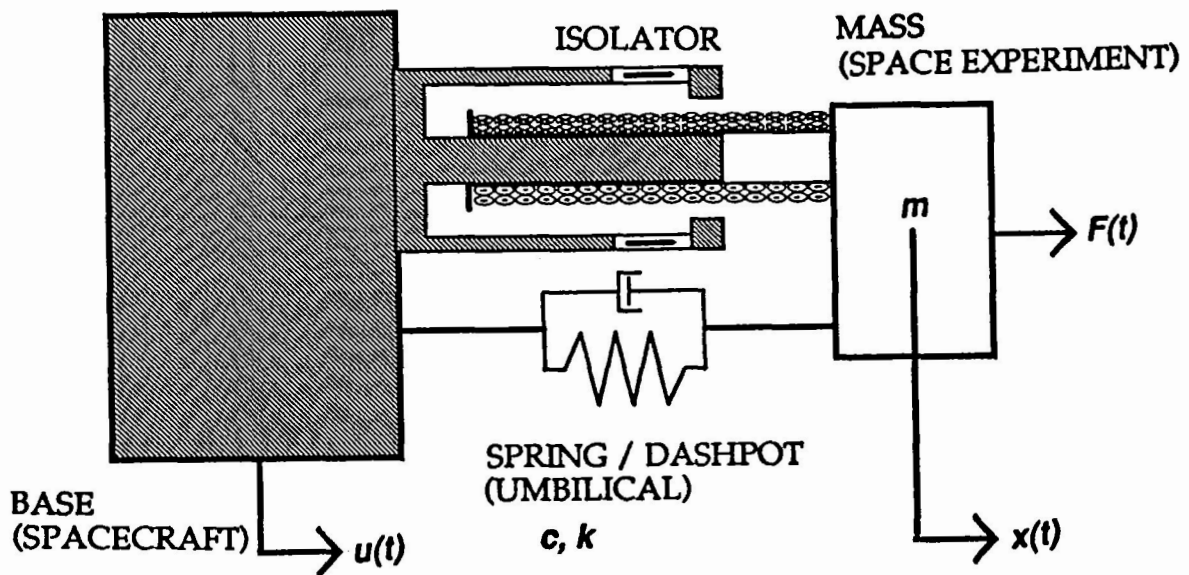 ISOLATOR
MASS
(SPACE EXPERIMENT)
m
F(t)
SPRING / DASHPOT
(UMBILICAL)
c, k
BASE
(SPACECRAFT)
u(t)
x(t)